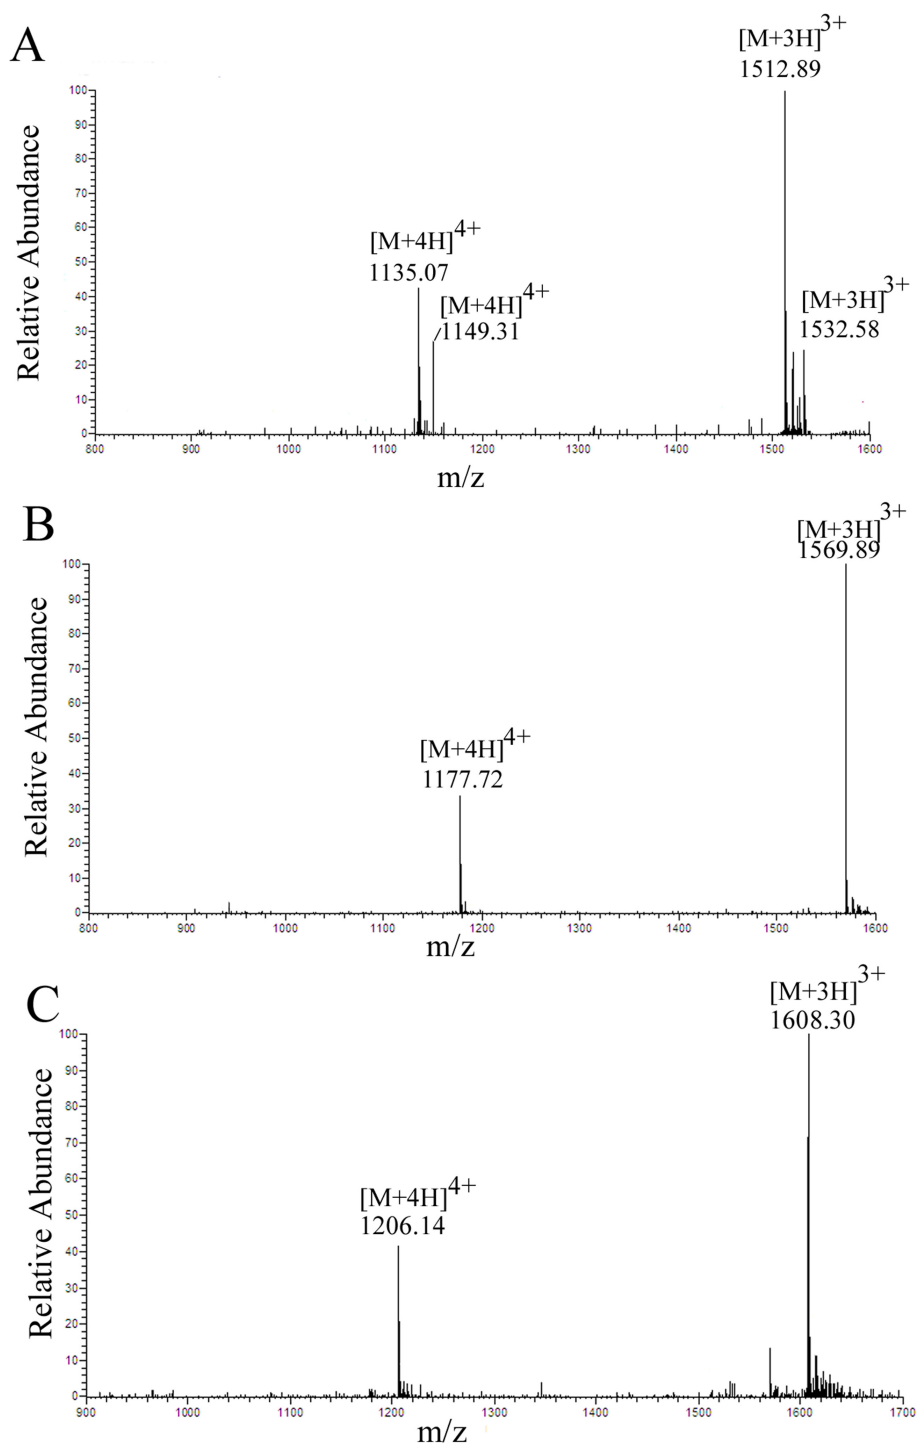 A
[M+3H]3+
1512.89
Relative Abundance
100
90
80
70
60
50
40
30
20
10
0
[M+4H]4+
1135.07
[M+4H]4+
1149.31
[M+3H]3+
1532.58
800 900 1000 1100 1200 1300 1400 1500 1600
m/z
B
[M+3H]3+
1569.89
Relative Abundance
100
90
80
70
60
50
40
30
20
10
0
[M+4H]4+
1177.72
800 900 1000 1100 1200 1300 1400 1500 1600
m/z
C
[M+3H]3+
1608.30
Relative Abundance
100
90
80
70
60
50
40
30
20
10
0
[M+4H]4+
1206.14
900 1000 1100 1200 1300 1400 1500 1600 1700
m/z